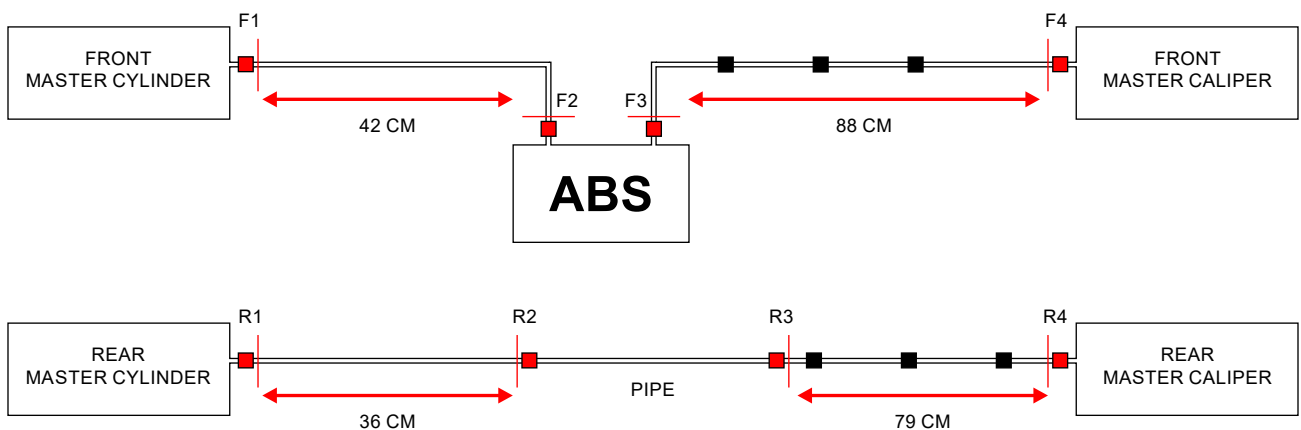 F1
F4
FRONT
MASTER CYLINDER
FRONT
MASTER CALIPER
F2
F3
42 CM
88 CM
ABS
R1
R2
R3
R4
REAR
MASTER CYLINDER
REAR
MASTER CALIPER
PIPE
36 CM
79 CM